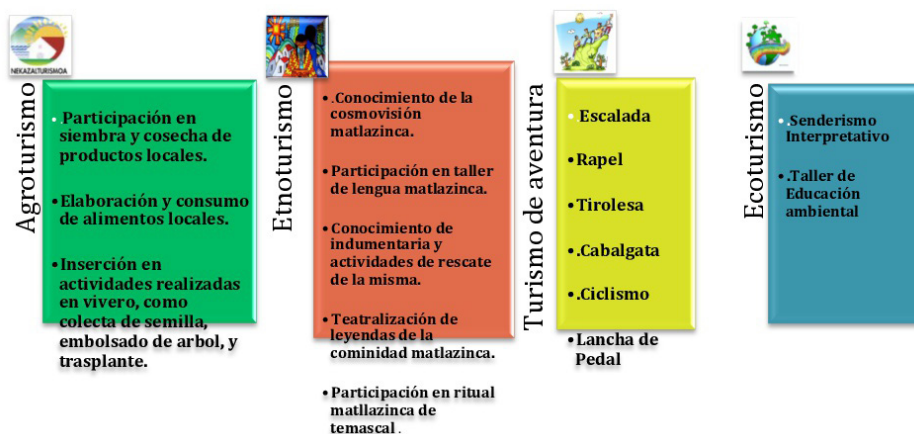 NEKAZALTURISMOA
Agroturismo
• .Participación en
siembra y cosecha de
productos locales.
• Elaboración y consumo
de alimentos locales.
• Inserción en
actividades realizadas
en vivero, como
colecta de semilla,
embolsado de arbol, y
trasplante.
Etnoturismo
• .Conocimiento de la
cosmovisión
matlazinca.
• Participación en taller
de lengua matlazinca.
• Conocimiento de
indumentaria y
actividades de rescate
de la misma.
• Teatralización de
leyendas de la
cominidad matlazinca.
• Participación en ritual
matllazinca de
temascal .
Turismo de aventura
• .Escalada
• Rapel
• Tirolesa
• .Cabalgata
• .Ciclismo
• Lancha de
Pedal
Ecoturismo
• .Senderismo
Interpretativo
• .Taller de
Educación
ambiental